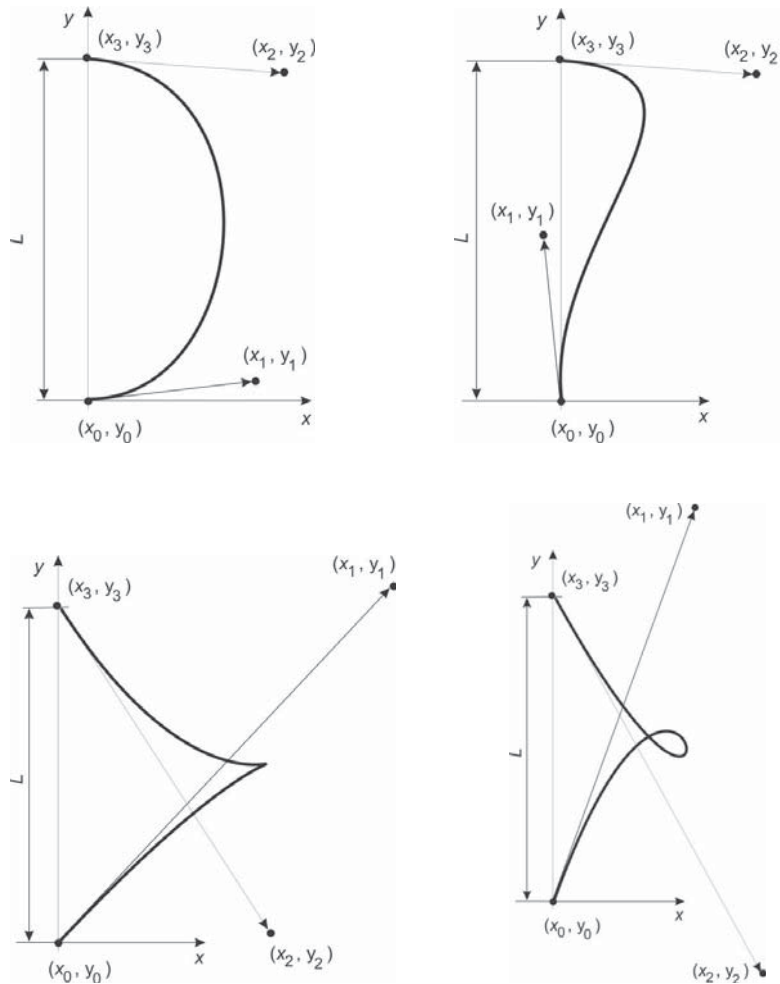 y
(x₃, y₃)
(x₂, y₂)
L
(x₁, y₁)
x
(x₀, y₀)
y
(x₃, y₃)
(x₂, y₂
(x₁, y₁)
L
x
(x₀, y₀)
y
(x₃, y₃)
(x₁, y₁)
L
x
(x₀, y₀)
(x₂, y₂)
(x₁, y₁)
y
(x₃, y₃)
L
x
(x₀, y₀)
(x₂, y₂)